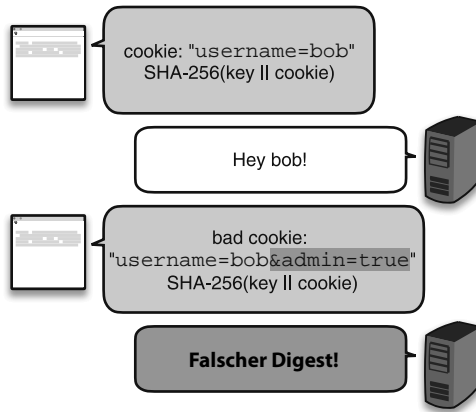 cookie: "username=bob"
SHA-256(key || cookie)
Hey bob!
bad cookie:
"username=bob&admin=true"
SHA-256(key || cookie)
Falscher Digest!